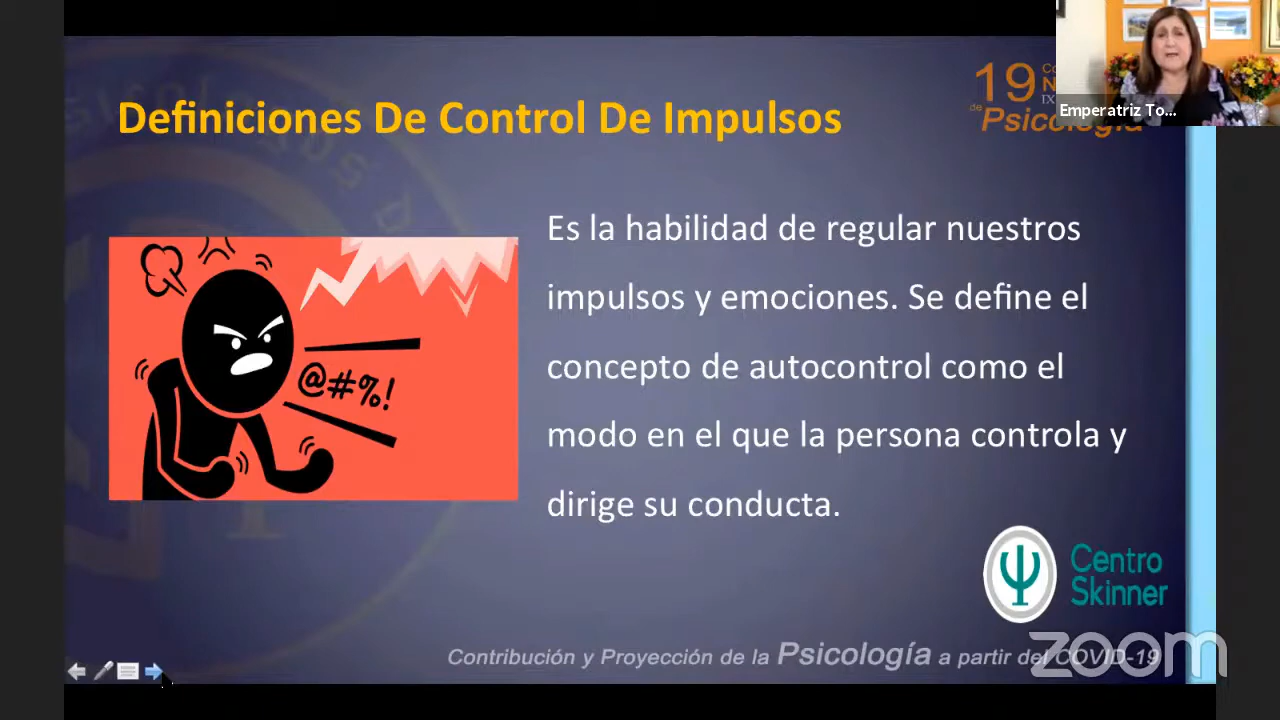 Definiciones De Control De Impulsos
19
de Psicología
Emperatriz To...
Es la habilidad de regular nuestros
impulsos y emociones. Se define el
concepto de autocontrol como el
modo en el que la persona controla y
dirige su conducta.
@#%!
Centro
Skinner
Contribución y Proyección de la Psicología a partir del COVID-19
zoom